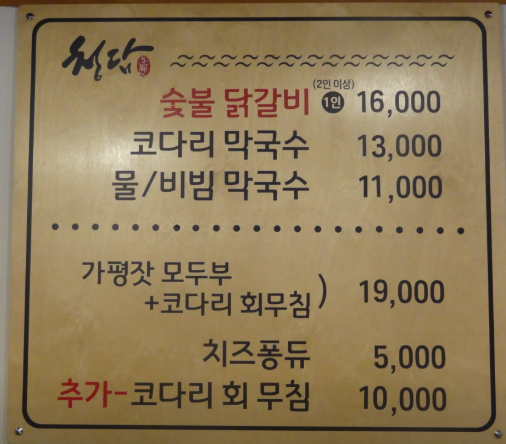 청담
(2인 이상)
숯불 닭갈비 1인 16,000
코다리 막국수 13,000
물/비빔 막국수 11,000
가평잣 모두부
+코다리 회무침) 19,000
치즈퐁듀 5,000
추가-코다리 회 무침 10,000